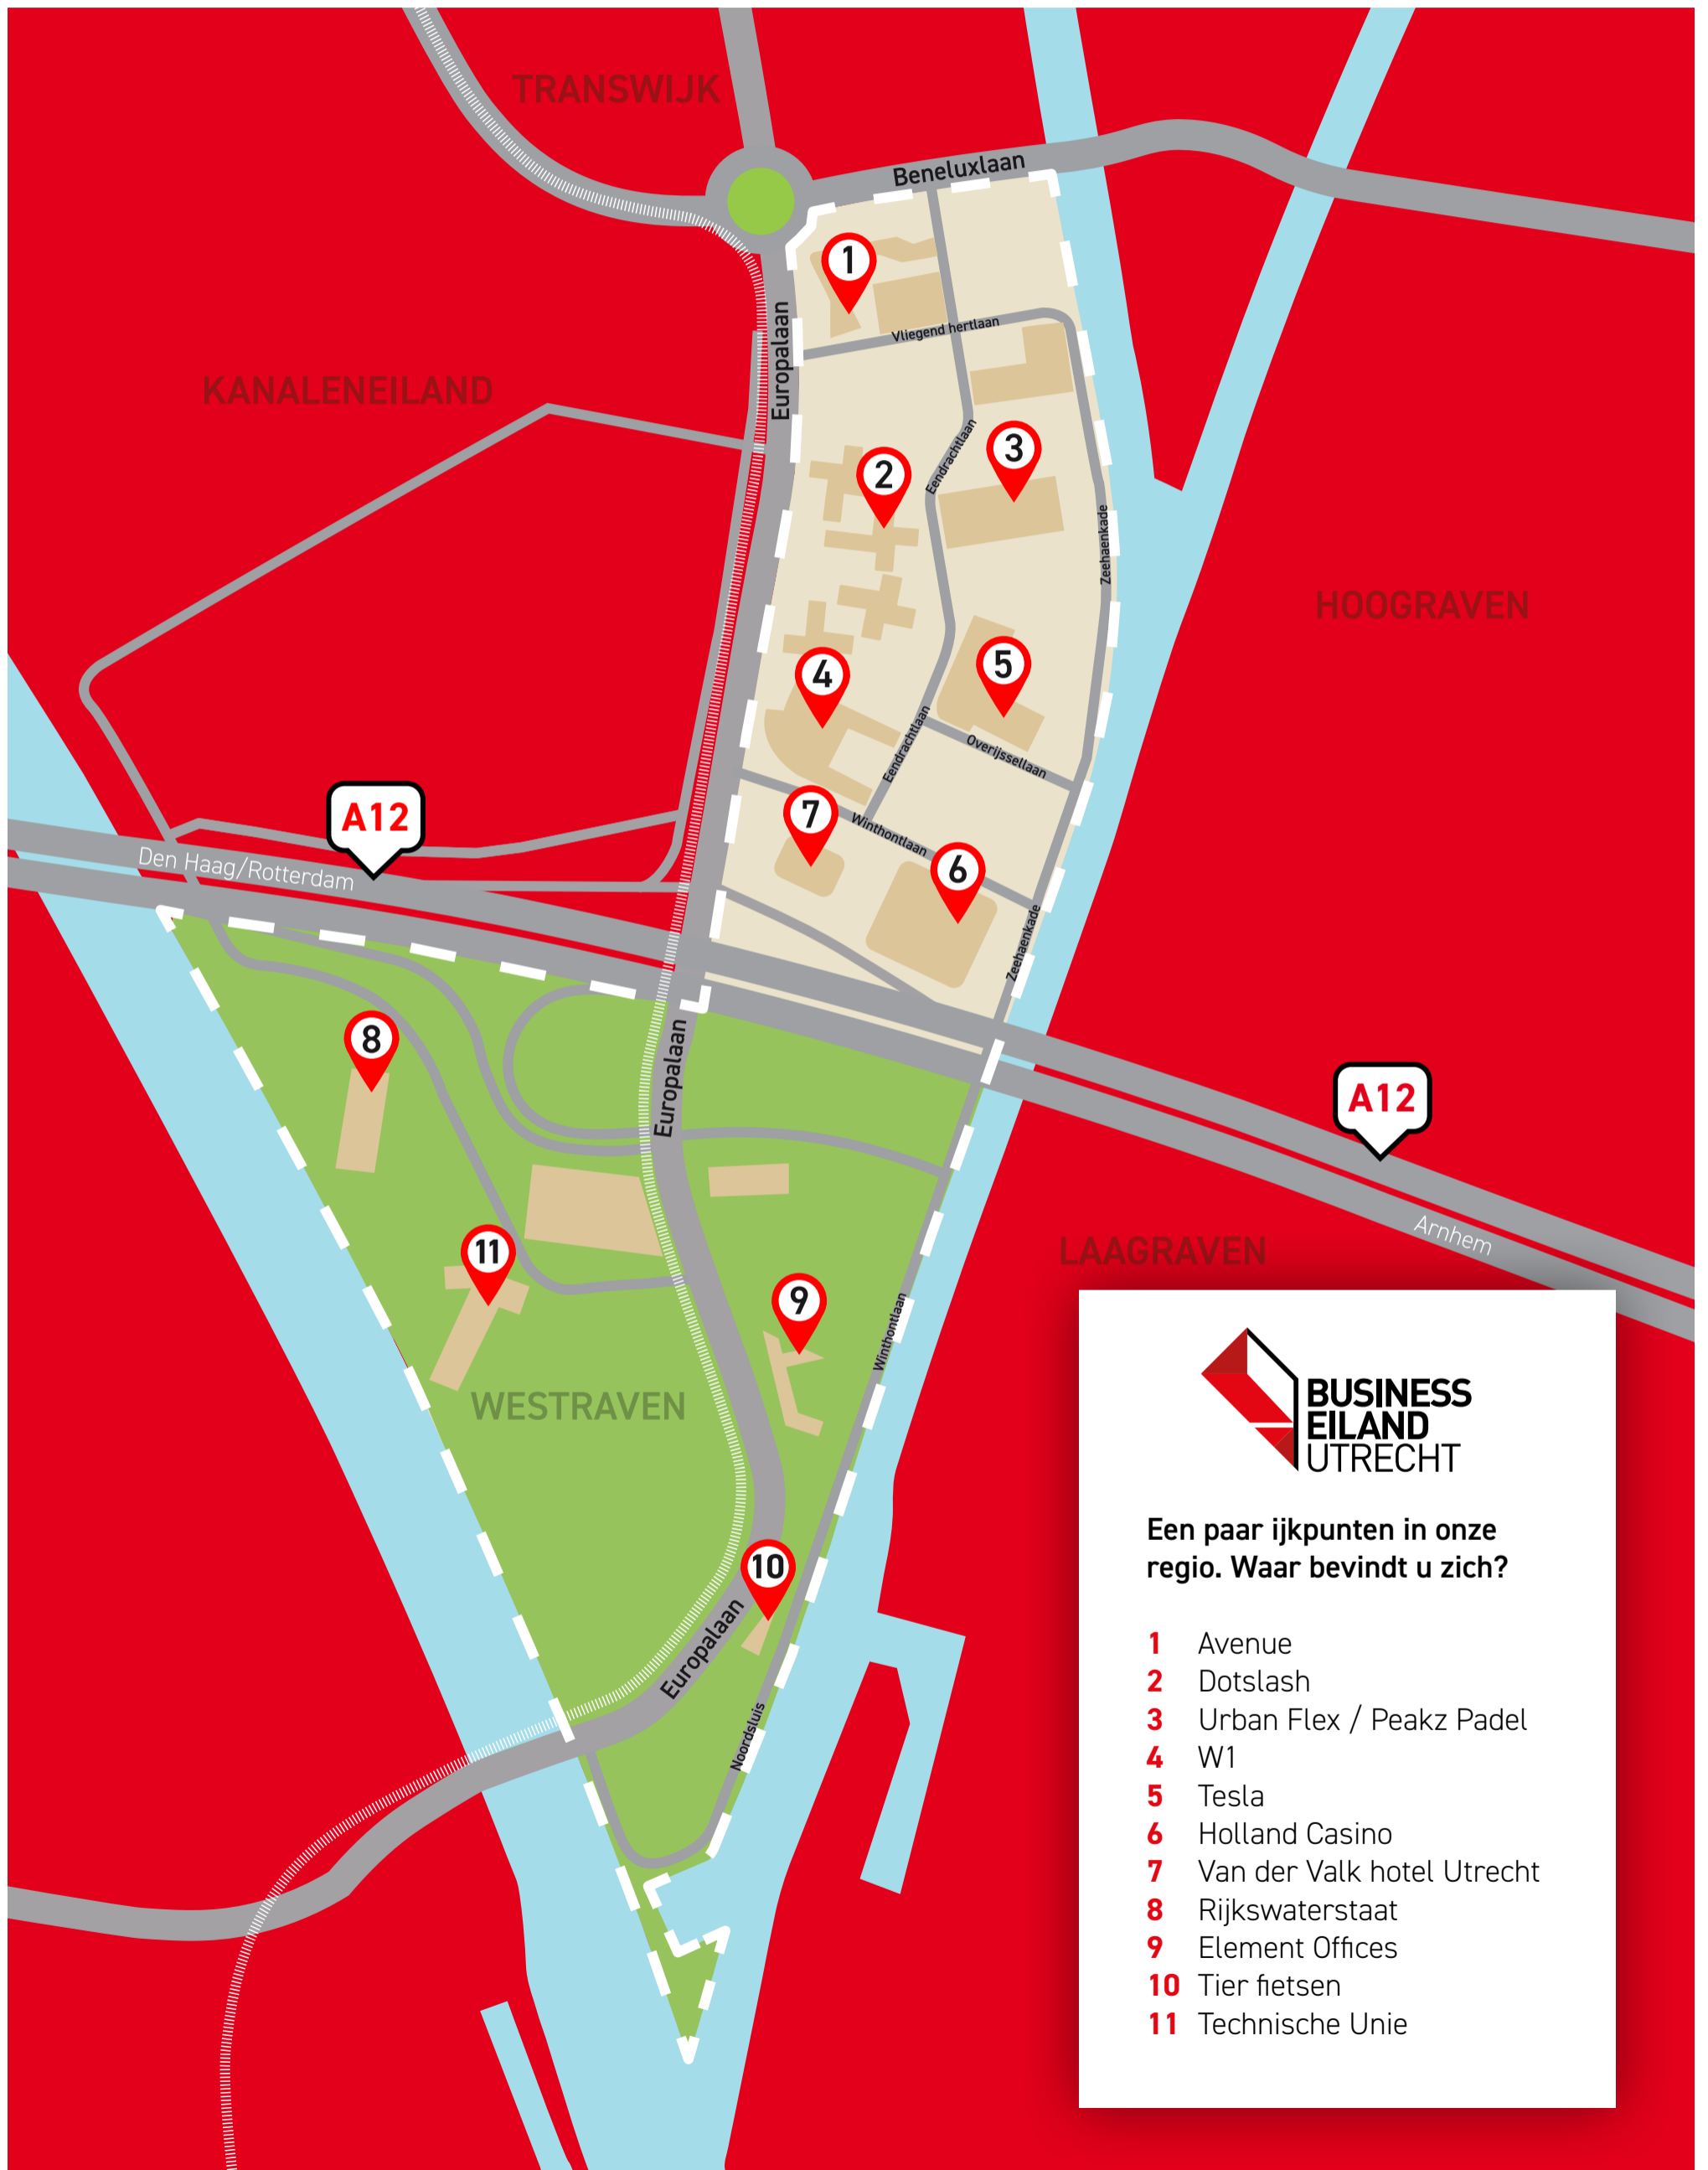 TRANSWIJK
Beneluxlaan
1
Europalaan
Vliegend hertlaan
KANALENEILAND
Eendrachtlaan
3
2
Zeehaenkade
HOOGRAVEN
5
4
Eendrachtlaan
Overijssellaan
A12
7
Winthontlaan
Den Haag/Rotterdam
6
Zeehaenkade
8
Europalaan
A12
Arnhem
LAAGRAVEN
11
9
Winthontlaan
WESTRAVEN
10
Europalaan
Noordsluis
BUSINESS
EILAND
UTRECHT
Een paar ijkpunten in onze
regio. Waar bevindt u zich?
1 Avenue
2 Dotslash
3 Urban Flex / Peakz Padel
4 W1
5 Tesla
6 Holland Casino
7 Van der Valk hotel Utrecht
8 Rijkswaterstaat
9 Element Offices
10 Tier fietsen
11 Technische Unie